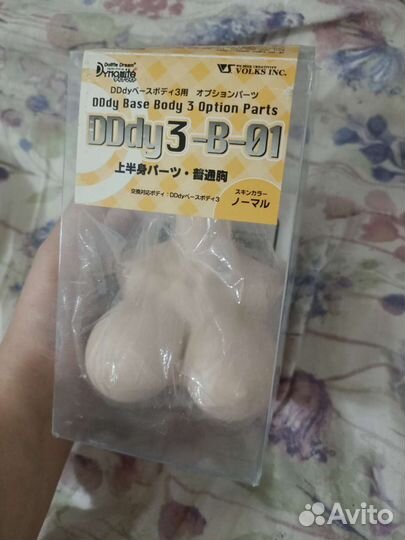 Dollfie Dream®
DYNAMITE
VOLKS INC.
DDdyベースボディ3用 オプションパーツ
DDdy Base Body 3 Option Parts
DDdy3-B-01
上半身パーツ・普通胸
交換対応ボディ:DDdyベースボディ3
スキンカラー
ノーマル
Avito